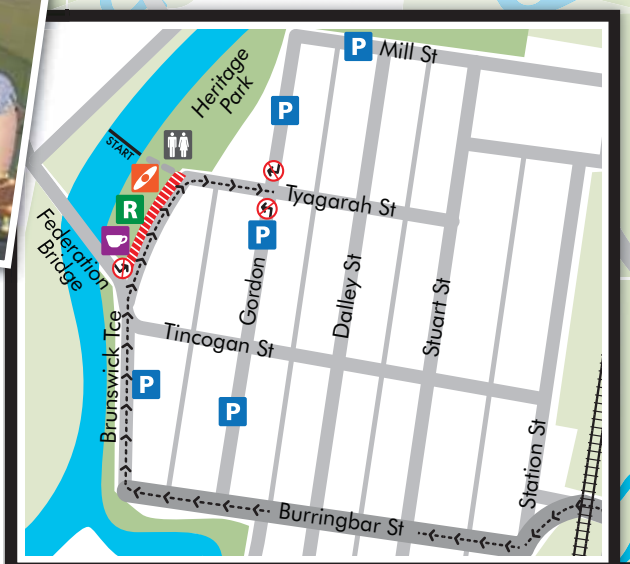 P
Mill St
Heritage
Park
P
START
Tyagarah St
R
P
Federation
Bridge
Gordon
Dalley St
Stuart St
Tincogan St
Brunswick Tce
P
P
Station St
Burringbar St